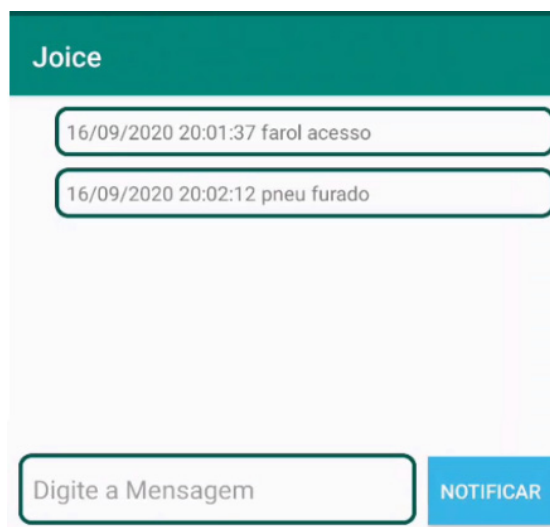 Joice
16/09/2020 20:01:37 farol acesso
16/09/2020 20:02:12 pneu furado
Digite a Mensagem
NOTIFICAR